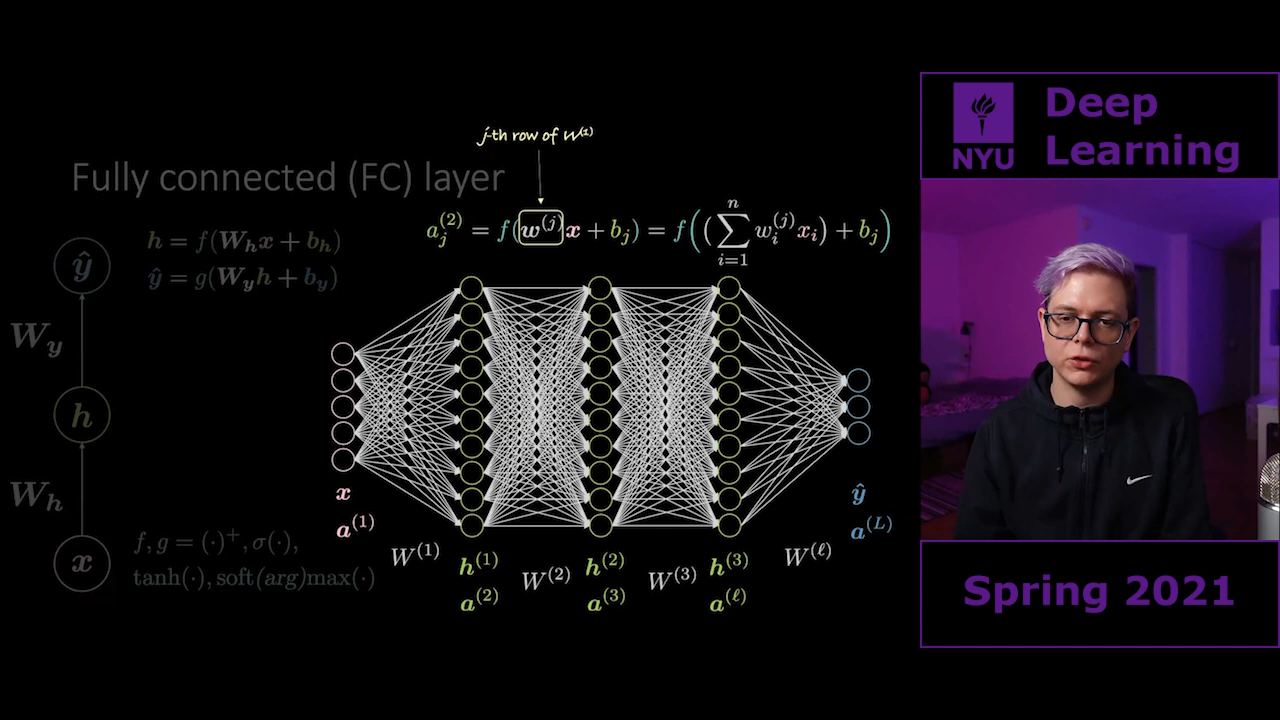 j-th row of W⁽¹⁾
Fully connected (FC) layer
h = f(W_h x + b_h)
ŷ = g(W_y h + b_y)
a_j^{(2)} = f(w^{(j)} x + b_j) = f((∑_{i=1}^{n} w_i^{(j)} x_i) + b_j)
ŷ
W_y
h
W_h
x
f, g = (·)⁺, σ(·),
tanh(·), soft(arg)max(·)
x
a⁽¹⁾
W⁽¹⁾
h⁽¹⁾
a⁽²⁾
W⁽²⁾
h⁽²⁾
a⁽³⁾
W⁽³⁾
h⁽³⁾
a^{(ℓ)}
W^{(ℓ)}
ŷ
a^{(L)}
NYU
Deep
Learning
Spring 2021